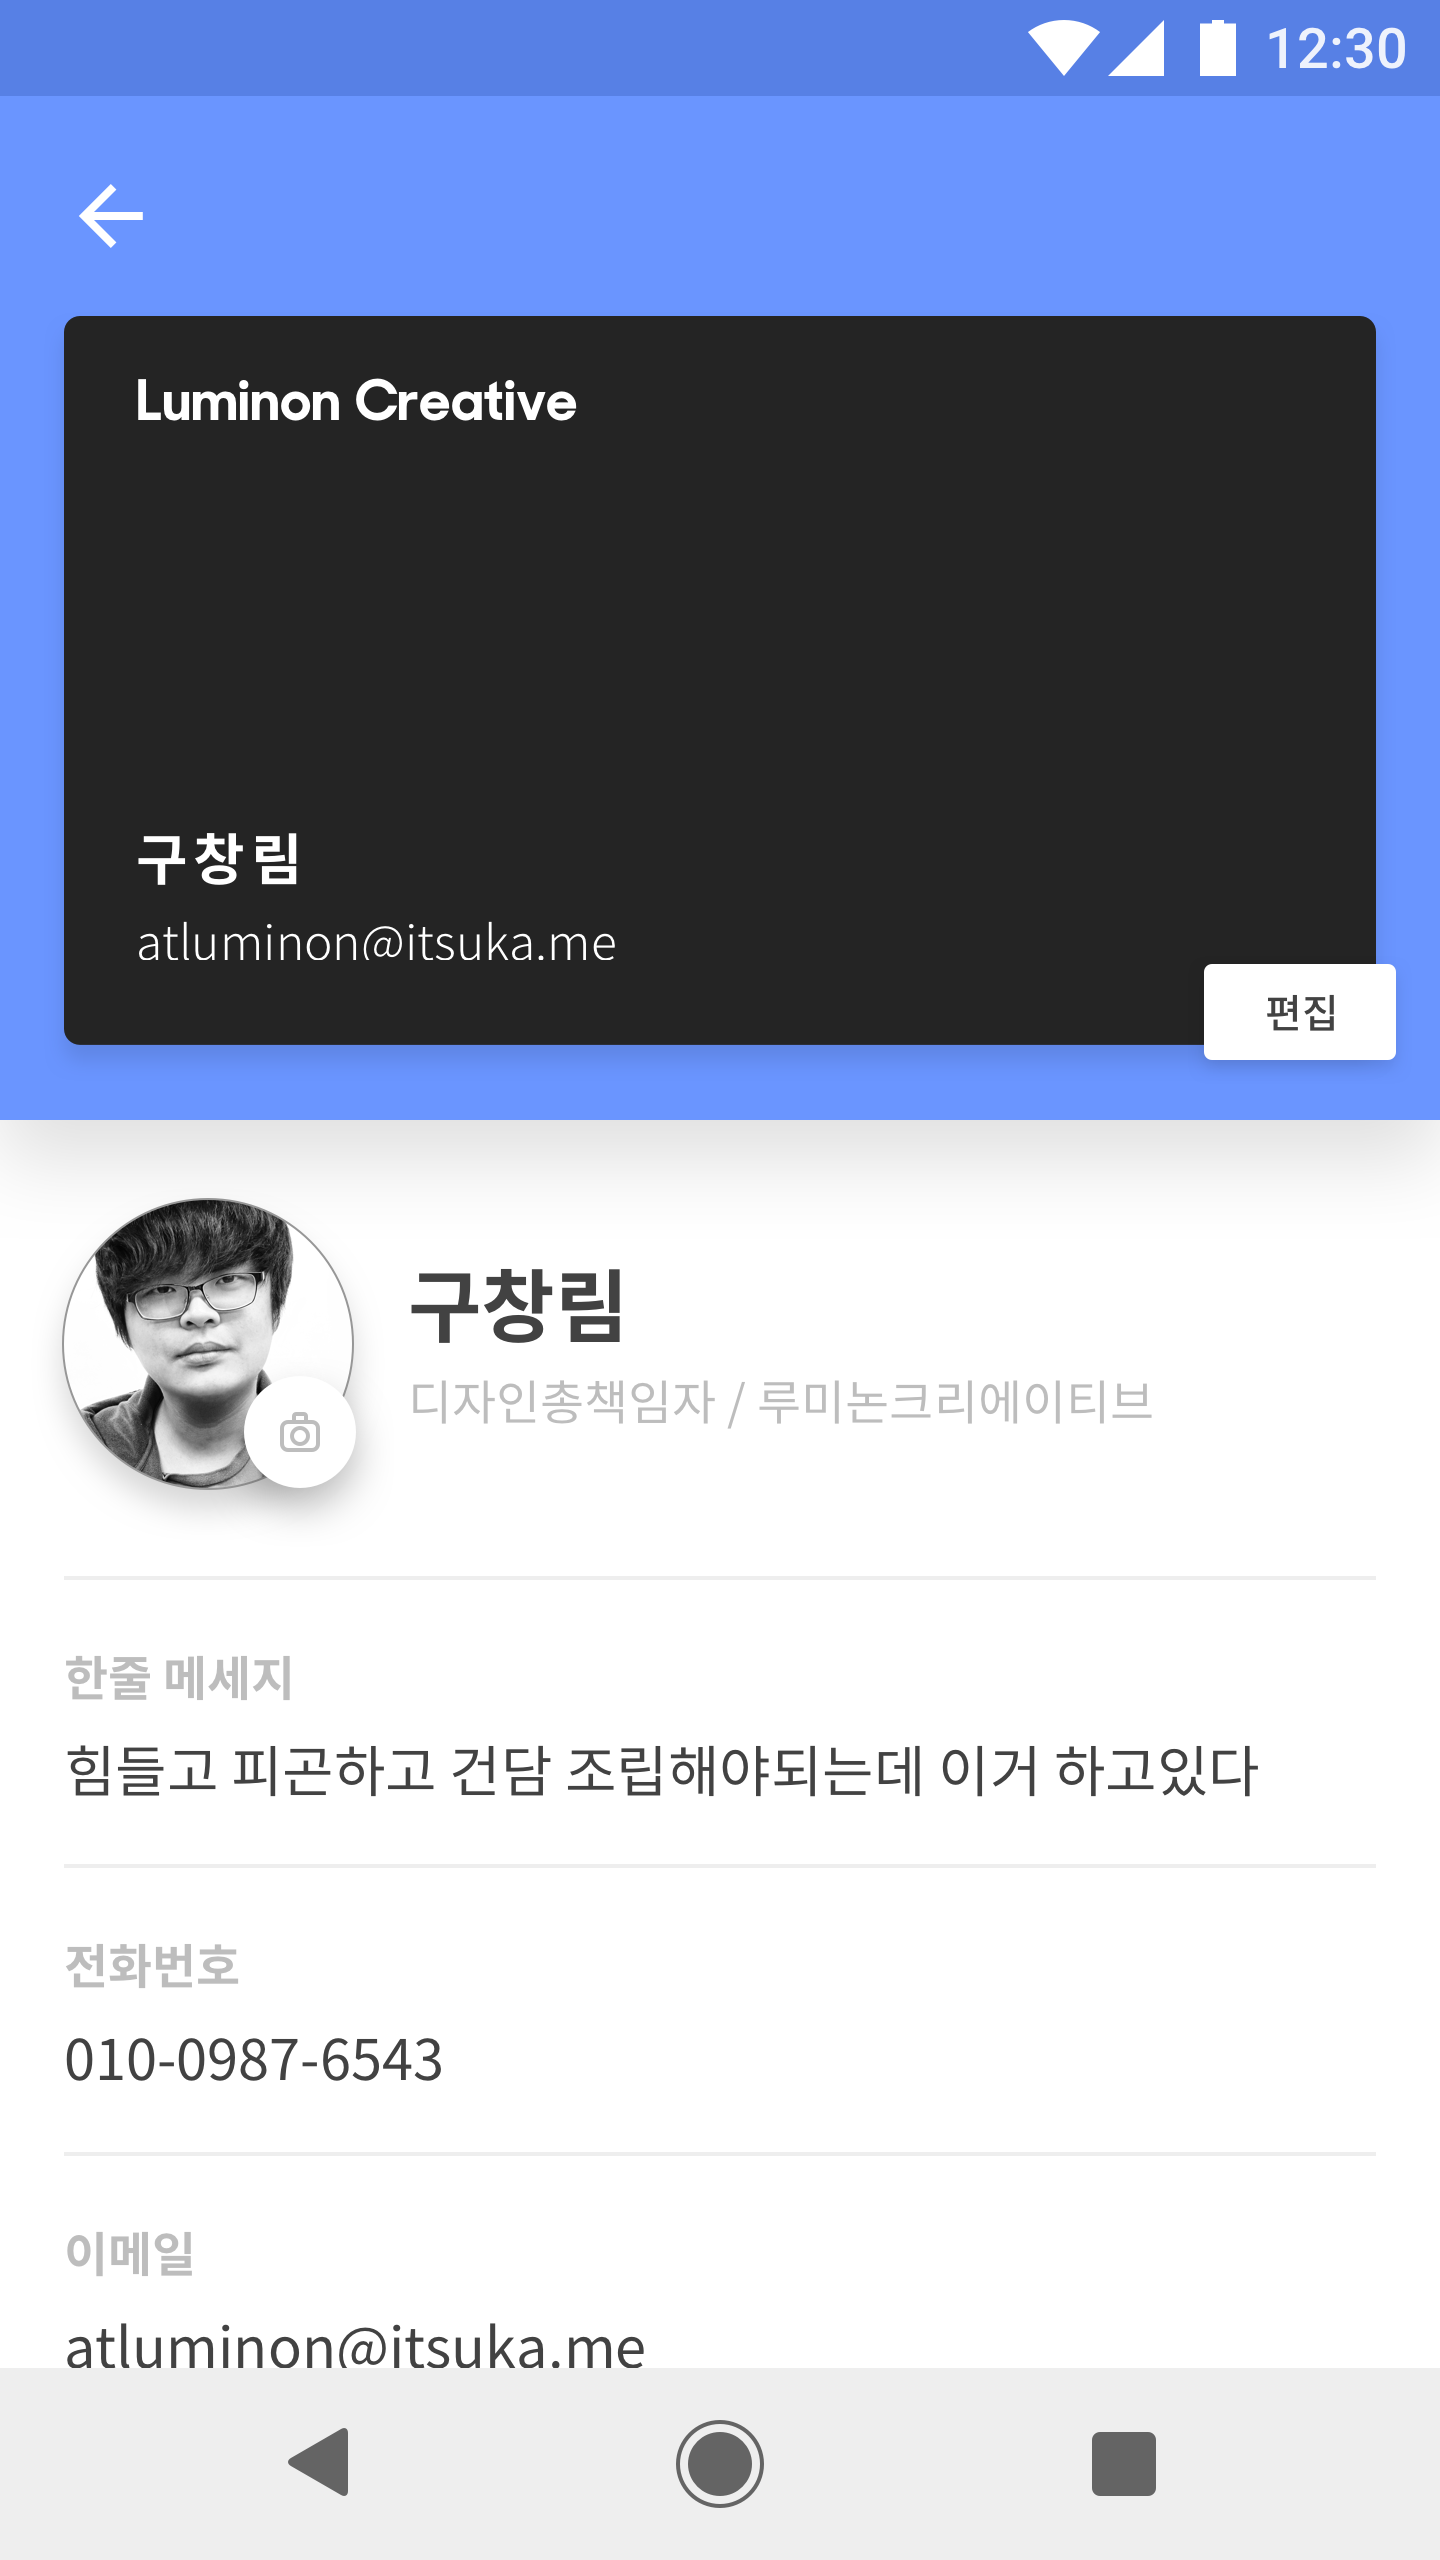 12:30
Luminon Creative
구창림
atluminon@itsuka.me
편집
구창림
디자인총책임자 / 루미논크리에이티브
한줄 메세지
힘들고 피곤하고 건담 조립해야되는데 이거 하고있다
전화번호
010-0987-6543
이메일
atluminon@itsuka.me